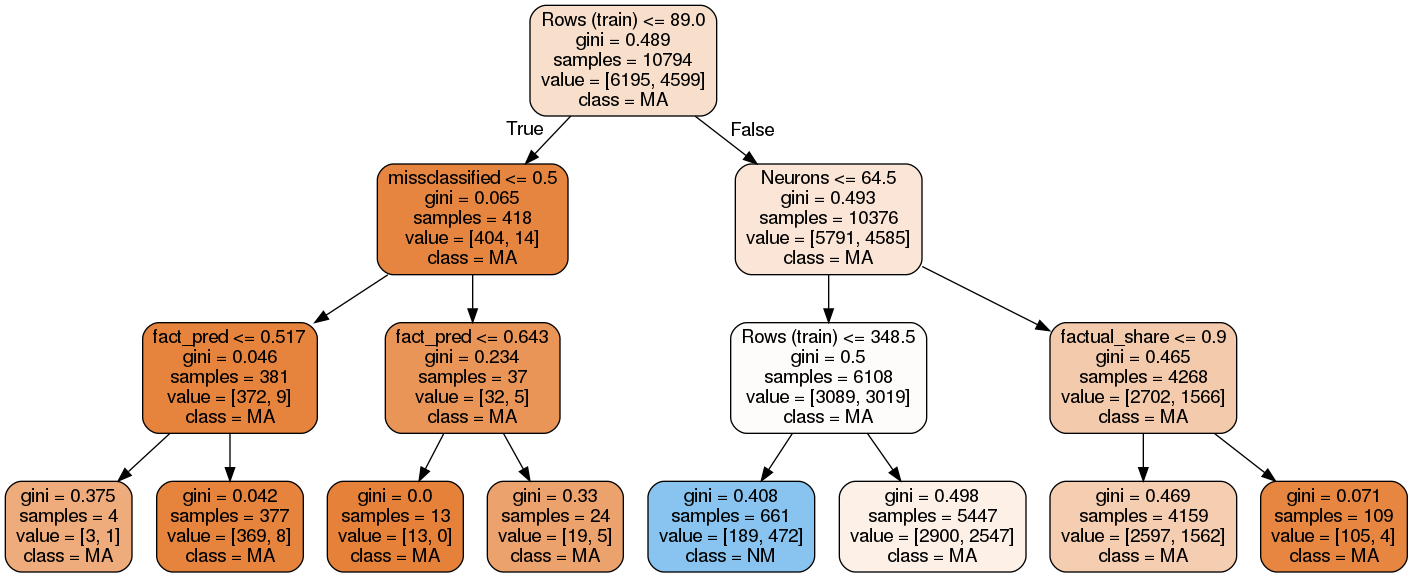 Rows (train) <= 89.0
gini = 0.489
samples = 10794
value = [6195, 4599]
class = MA
True
False
missclassified <= 0.5
gini = 0.065
samples = 418
value = [404, 14]
class = MA
Neurons <= 64.5
gini = 0.493
samples = 10376
value = [5791, 4585]
class = MA
fact_pred <= 0.517
gini = 0.046
samples = 381
value = [372, 9]
class = MA
fact_pred <= 0.643
gini = 0.234
samples = 37
value = [32, 5]
class = MA
Rows (train) <= 348.5
gini = 0.5
samples = 6108
value = [3089, 3019]
class = MA
factual_share <= 0.9
gini = 0.465
samples = 4268
value = [2702, 1566]
class = MA
gini = 0.375
samples = 4
value = [3, 1]
class = MA
gini = 0.042
samples = 377
value = [369, 8]
class = MA
gini = 0.0
samples = 13
value = [13, 0]
class = MA
gini = 0.33
samples = 24
value = [19, 5]
class = MA
gini = 0.408
samples = 661
value = [189, 472]
class = NM
gini = 0.498
samples = 5447
value = [2900, 2547]
class = MA
gini = 0.469
samples = 4159
value = [2597, 1562]
class = MA
gini = 0.071
samples = 109
value = [105, 4]
class = MA